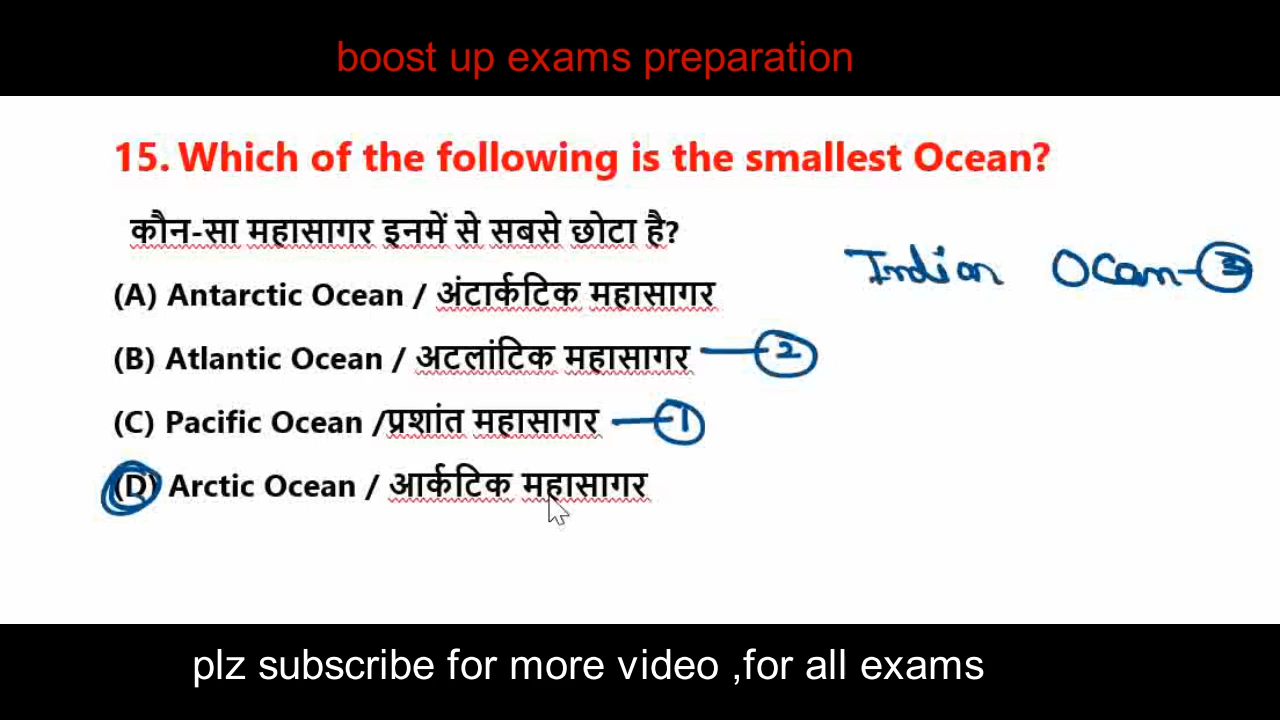 boost up exams preparation
15. Which of the following is the smallest Ocean?
कौन-सा महासागर इनमें से सबसे छोटा है?
Indian Ocan-3
(A) Antarctic Ocean / अंटार्कटिक महासागर
(B) Atlantic Ocean / अटलांटिक महासागर — 2
(C) Pacific Ocean /प्रशांत महासागर — 1
(D) Arctic Ocean / आर्कटिक महासागर
plz subscribe for more video ,for all exams